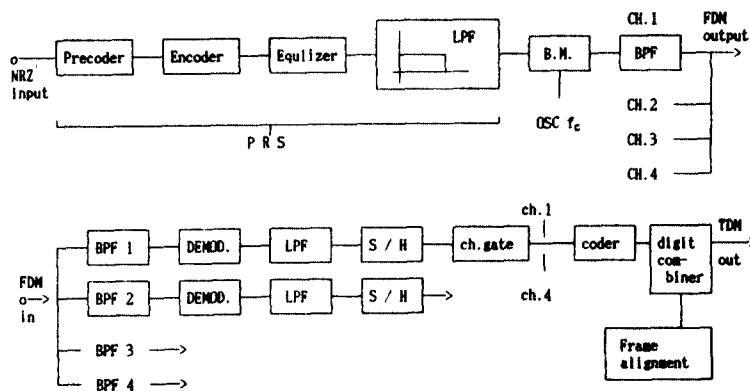 CH.1
FDM
output
LPF
NRZ
input
Precoder
Encoder
Equlizer
B.M.
BPF
OSC fc
CH.2
CH.3
CH.4
P R S
FDM
in
BPF 1
DEMOD.
LPF
S / H
ch.gate
ch.1
ch.4
coder
digit
com-
biner
TDM
out
BPF 2
DEMOD.
LPF
S / H
BPF 3
BPF 4
Frame
alignment